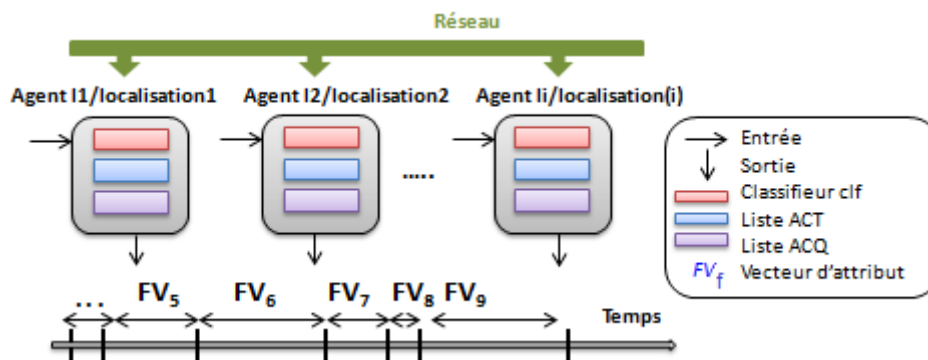 Réseau
Agent I1/localisation1
Agent I2/localisation2
Agent Ii/localisation(i)
.....
Entrée
Sortie
Classifieur clf
Liste ACT
Liste ACQ
FVf Vecteur d'attribut
... FV5 FV6 FV7 FV8 FV9
Temps